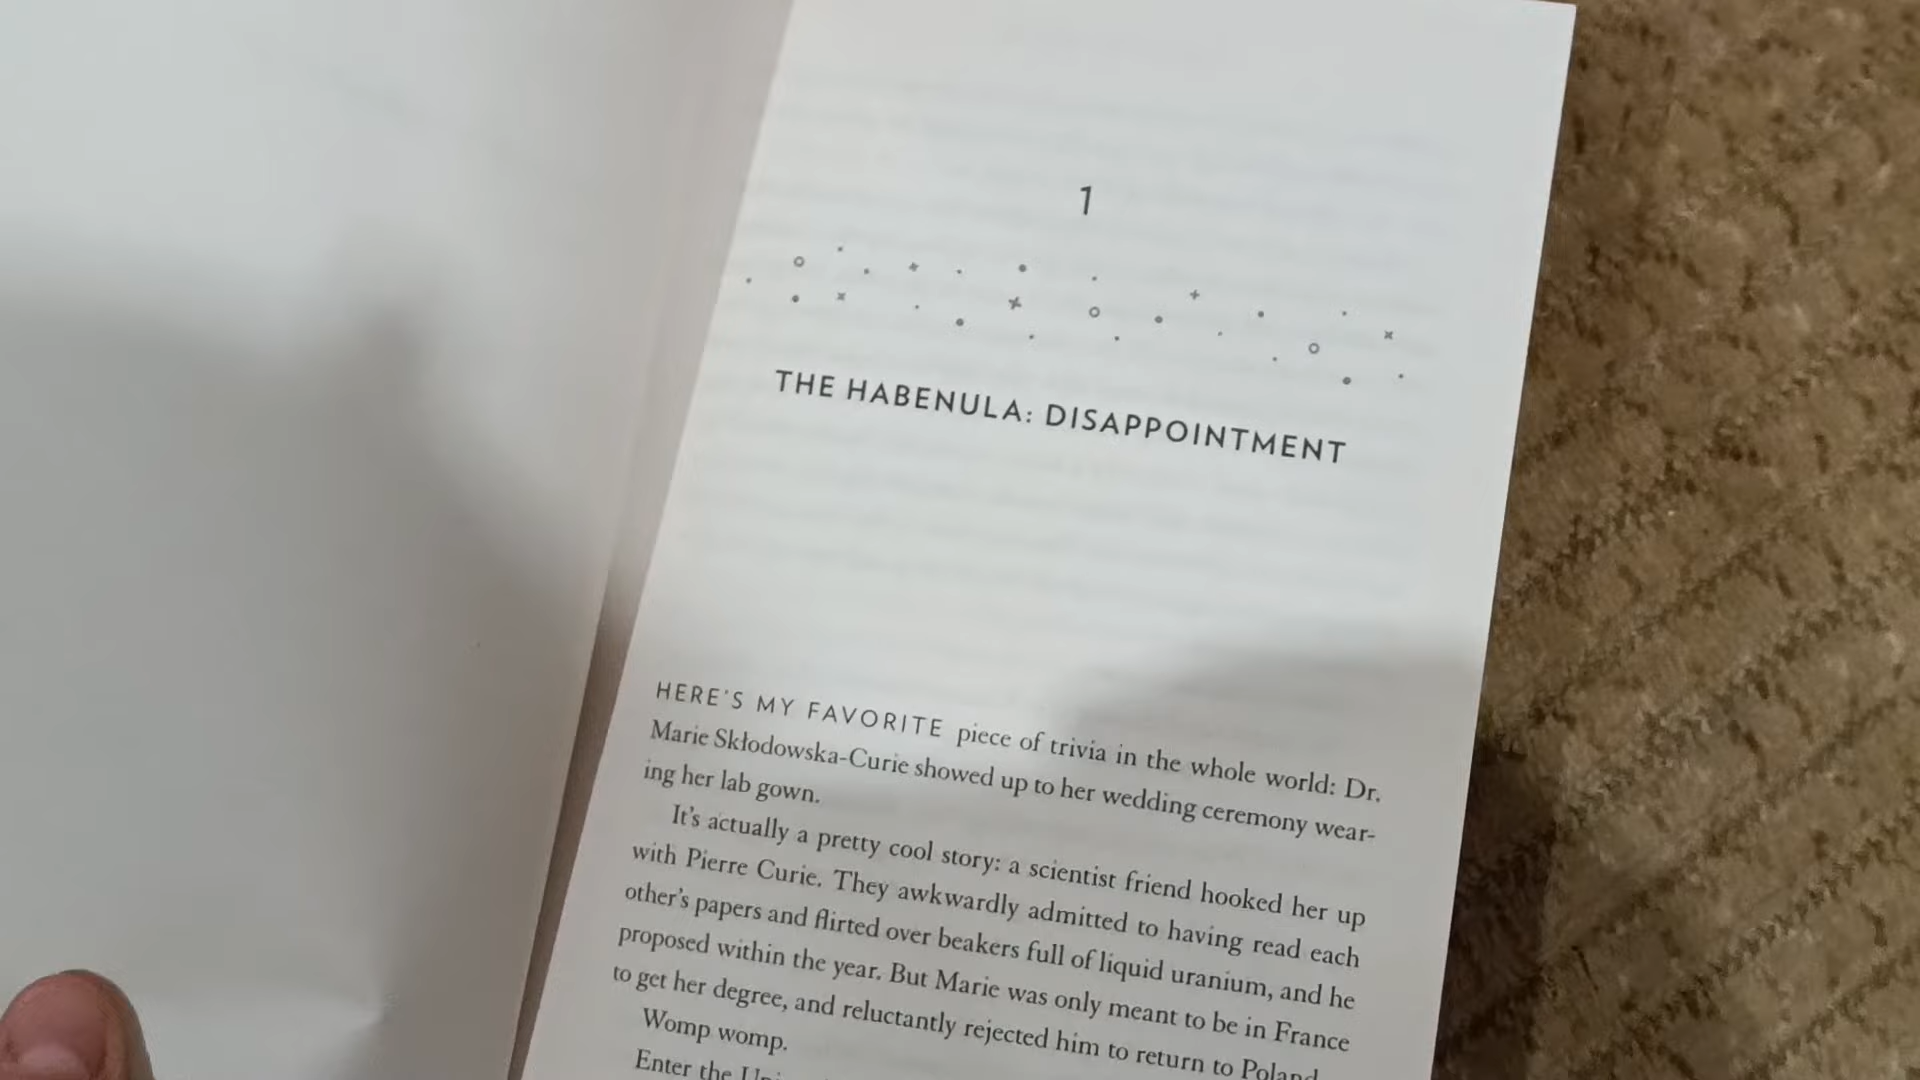 1
THE HABENULA: DISAPPOINTMENT
HERE'S MY FAVORITE piece of trivia in the whole world: Dr.
Marie Skłodowska-Curie showed up to her wedding ceremony wear-
ing her lab gown.
It's actually a pretty cool story: a scientist friend hooked her up
with Pierre Curie. They awkwardly admitted to having read each
other's papers and flirted over beakers full of liquid uranium, and he
proposed within the year. But Marie was only meant to be in France
to get her degree, and reluctantly rejected him to return to Poland.
Womp womp.
Enter the